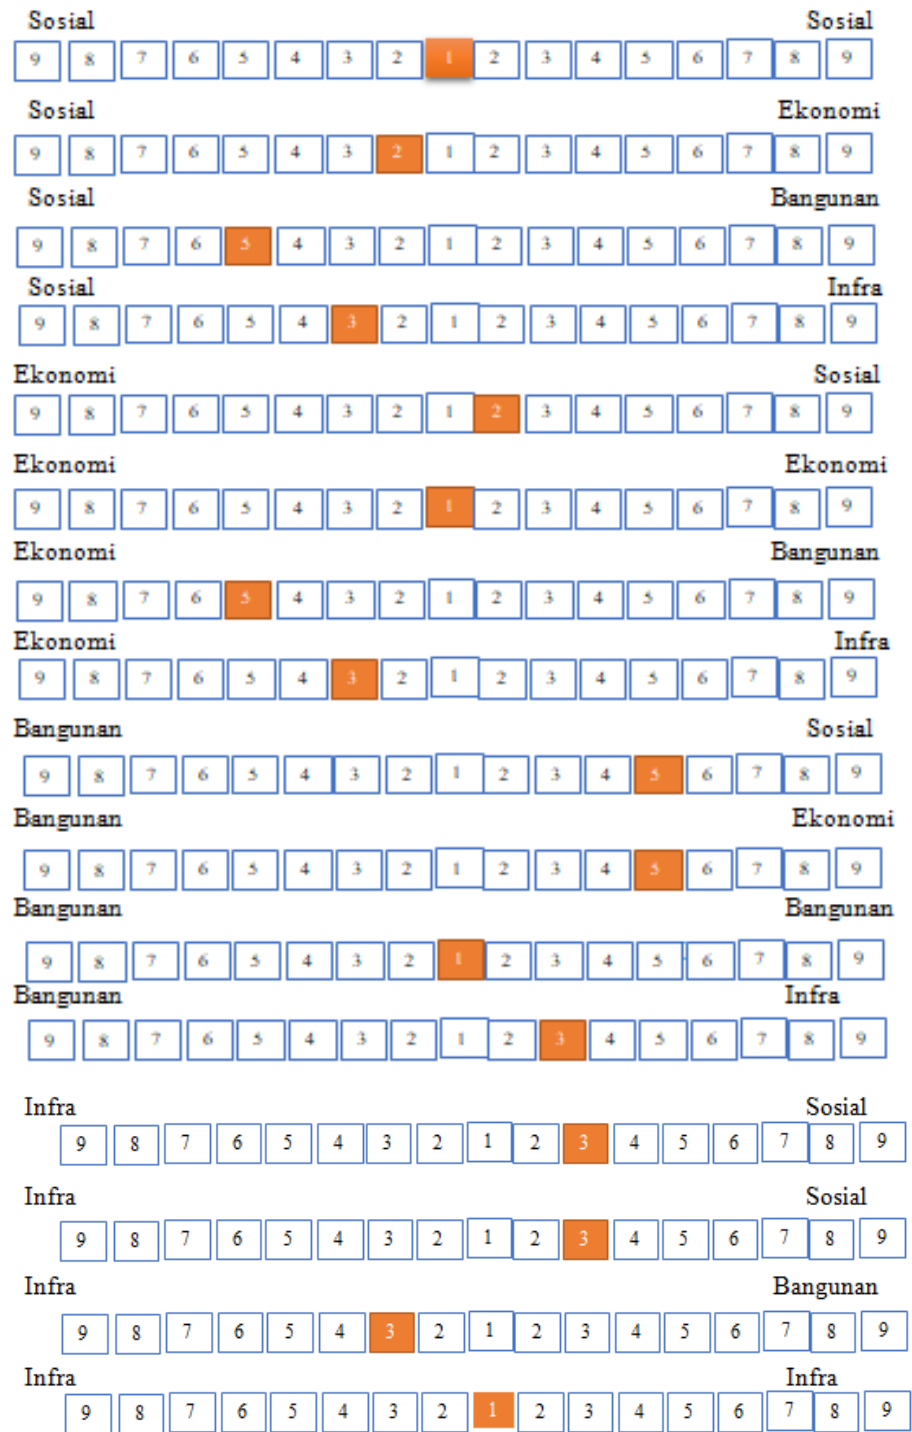 Sosial Sosial
9 8 7 6 5 4 3 2 1 2 3 4 5 6 7 8 9
Sosial Ekonomi
9 8 7 6 5 4 3 2 1 2 3 4 5 6 7 8 9
Sosial Bangunan
9 8 7 6 5 4 3 2 1 2 3 4 5 6 7 8 9
Sosial Infra
9 8 7 6 5 4 3 2 1 2 3 4 5 6 7 8 9
Ekonomi Sosial
9 8 7 6 5 4 3 2 1 2 3 4 5 6 7 8 9
Ekonomi Ekonomi
9 8 7 6 5 4 3 2 1 2 3 4 5 6 7 8 9
Ekonomi Bangunan
9 8 7 6 5 4 3 2 1 2 3 4 5 6 7 8 9
Ekonomi Infra
9 8 7 6 5 4 3 2 1 2 3 4 5 6 7 8 9
Bangunan Sosial
9 8 7 6 5 4 3 2 1 2 3 4 5 6 7 8 9
Bangunan Ekonomi
9 8 7 6 5 4 3 2 1 2 3 4 5 6 7 8 9
Bangunan Bangunan
9 8 7 6 5 4 3 2 1 2 3 4 5 6 7 8 9
Bangunan Infra
9 8 7 6 5 4 3 2 1 2 3 4 5 6 7 8 9
Infra Sosial
9 8 7 6 5 4 3 2 1 2 3 4 5 6 7 8 9
Infra Sosial
9 8 7 6 5 4 3 2 1 2 3 4 5 6 7 8 9
Infra Bangunan
9 8 7 6 5 4 3 2 1 2 3 4 5 6 7 8 9
Infra Infra
9 8 7 6 5 4 3 2 1 2 3 4 5 6 7 8 9